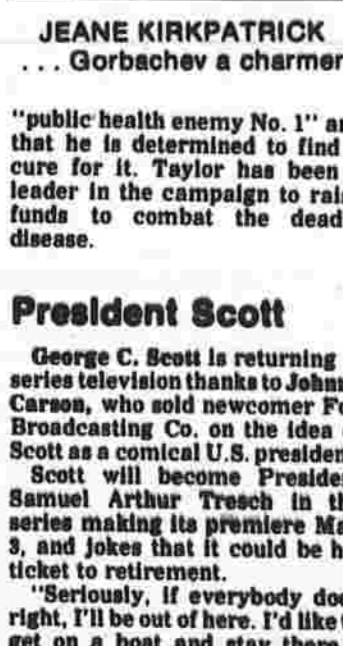 JEANE KIRKPATRICK
. . . Gorbachev a charmer
"public health enemy No. 1" a
that he is determined to find
cure for it. Taylor has been
leader in the campaign to rai
funds to combat the dead
disease.
President Scott
George C. Scott is returning
series television thanks to John
Carson, who sold newcomer F
Broadcasting Co. on the idea
Scott as a comical U.S. presiden
Scott will become Preside
Samuel Arthur Tresch in th
series making its premiere Ma
3, and jokes that it could be h
ticket to retirement.
"Seriously, if everybody doe
right, I'll be out of here. I'd like
get on a boat and stay there